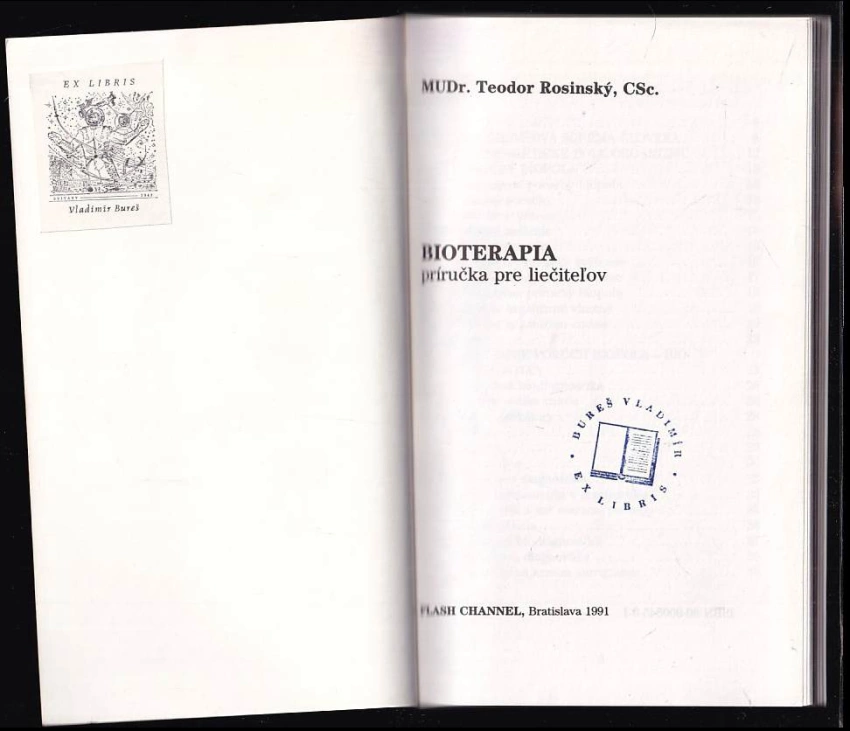 EX LIBRIS
Vladimír Bureš
MUDr. Teodor Rosinský, CSc.
BIOTERAPIA
príručka pre liečiteľov
BUREŠ VLADIMÍR
EX LIBRIS
FLASH CHANNEL, Bratislava 1991